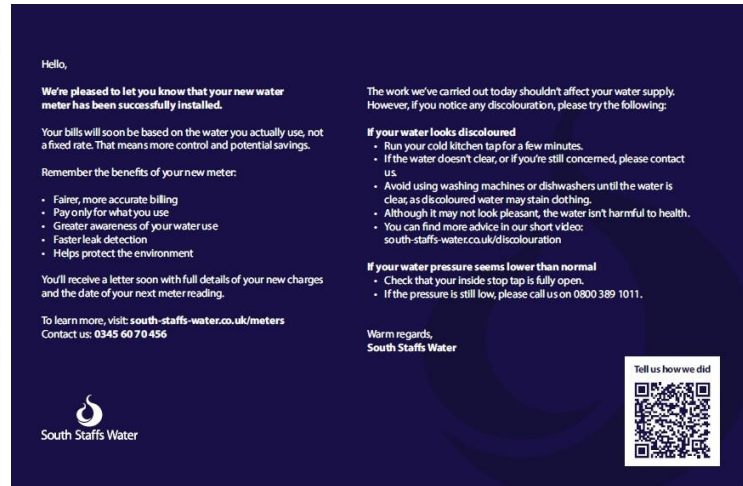 Hello,
We're pleased to let you know that your new water
meter has been successfully installed.
Your bills will soon be based on the water you actually use, not
a fixed rate. That means more control and potential savings.
Remember the benefits of your new meter:
• Fairer, more accurate billing
• Pay only for what you use
• Greater awareness of your water use
• Faster leak detection
• Helps protect the environment
You'll receive a letter soon with full details of your new charges
and the date of your next meter reading.
To learn more, visit: south-staffs-water.co.uk/meters
Contact us: 0345 60 70 456
South Staffs Water
The work we've carried out today shouldn't affect your water supply.
However, if you notice any discolouration, please try the following:
If your water looks discoloured
• Run your cold kitchen tap for a few minutes.
• If the water doesn't clear, or if you're still concerned, please contact
us.
• Avoid using washing machines or dishwashers until the water is
clear, as discoloured water may stain clothing.
• Although it may not look pleasant, the water isn't harmful to health.
• You can find more advice in our short video:
south-staffs-water.co.uk/discolouration
If your water pressure seems lower than normal
• Check that your inside stop tap is fully open.
• If the pressure is still low, please call us on 0800 389 1011.
Warm regards,
South Staffs Water
Tell us how we did